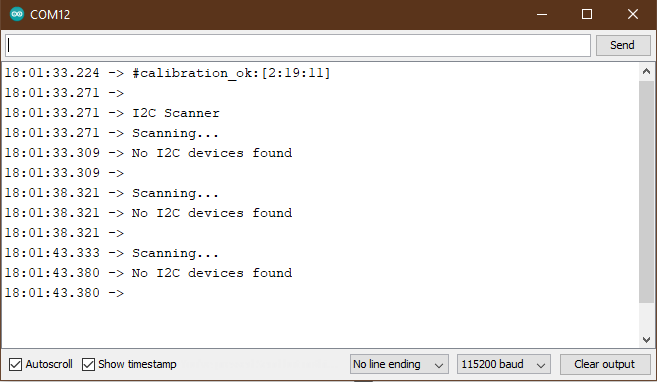 COM12
Send
18:01:33.224 -> #calibration_ok:[2:19:11]
18:01:33.271 ->
18:01:33.271 -> I2C Scanner
18:01:33.271 -> Scanning...
18:01:33.309 -> No I2C devices found
18:01:33.309 ->
18:01:38.321 -> Scanning...
18:01:38.321 -> No I2C devices found
18:01:38.321 ->
18:01:43.333 -> Scanning...
18:01:43.380 -> No I2C devices found
18:01:43.380 ->
Autoscroll Show timestamp No line ending 115200 baud Clear output